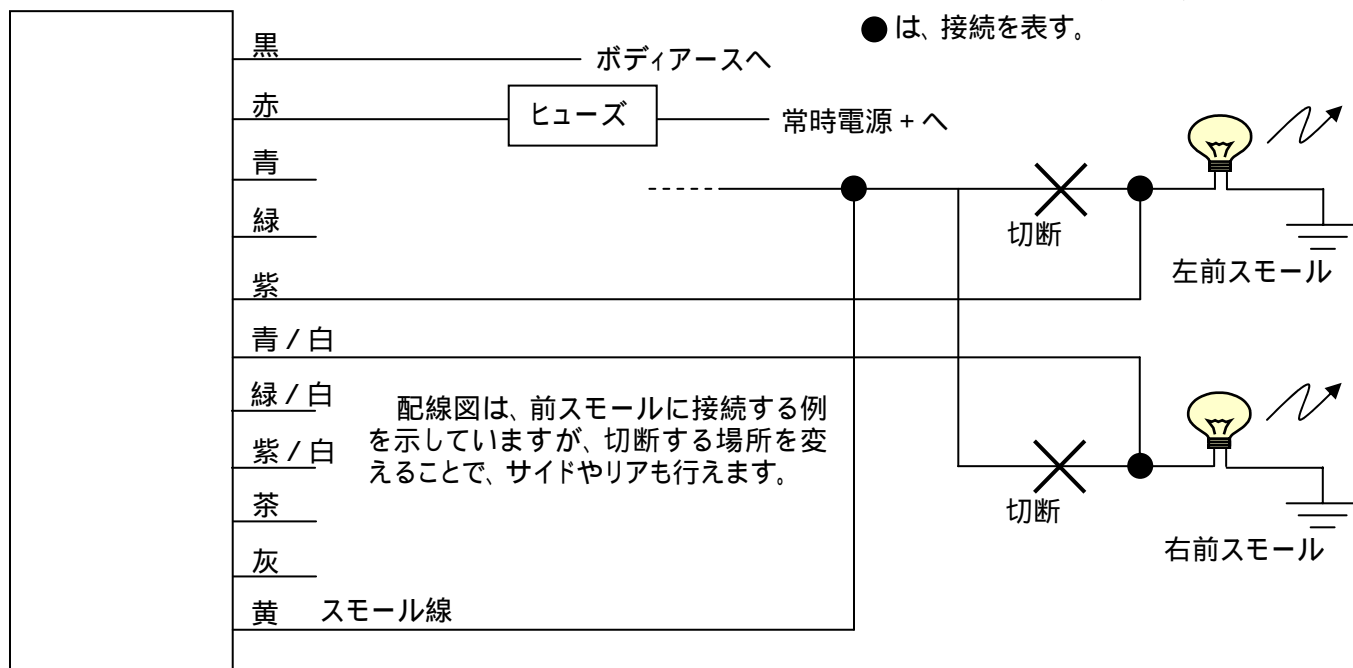 ●は、接続を表す。
黒
ボディアースへ
赤
ヒューズ
常時電源 + へ
青
緑
切断
左前スモール
紫
青 / 白
緑 / 白
配線図は、前スモールに接続する例
を示していますが、切断する場所を変
えることで、サイドやリアも行えます。
紫 / 白
茶
切断
右前スモール
灰
黄 スモール線